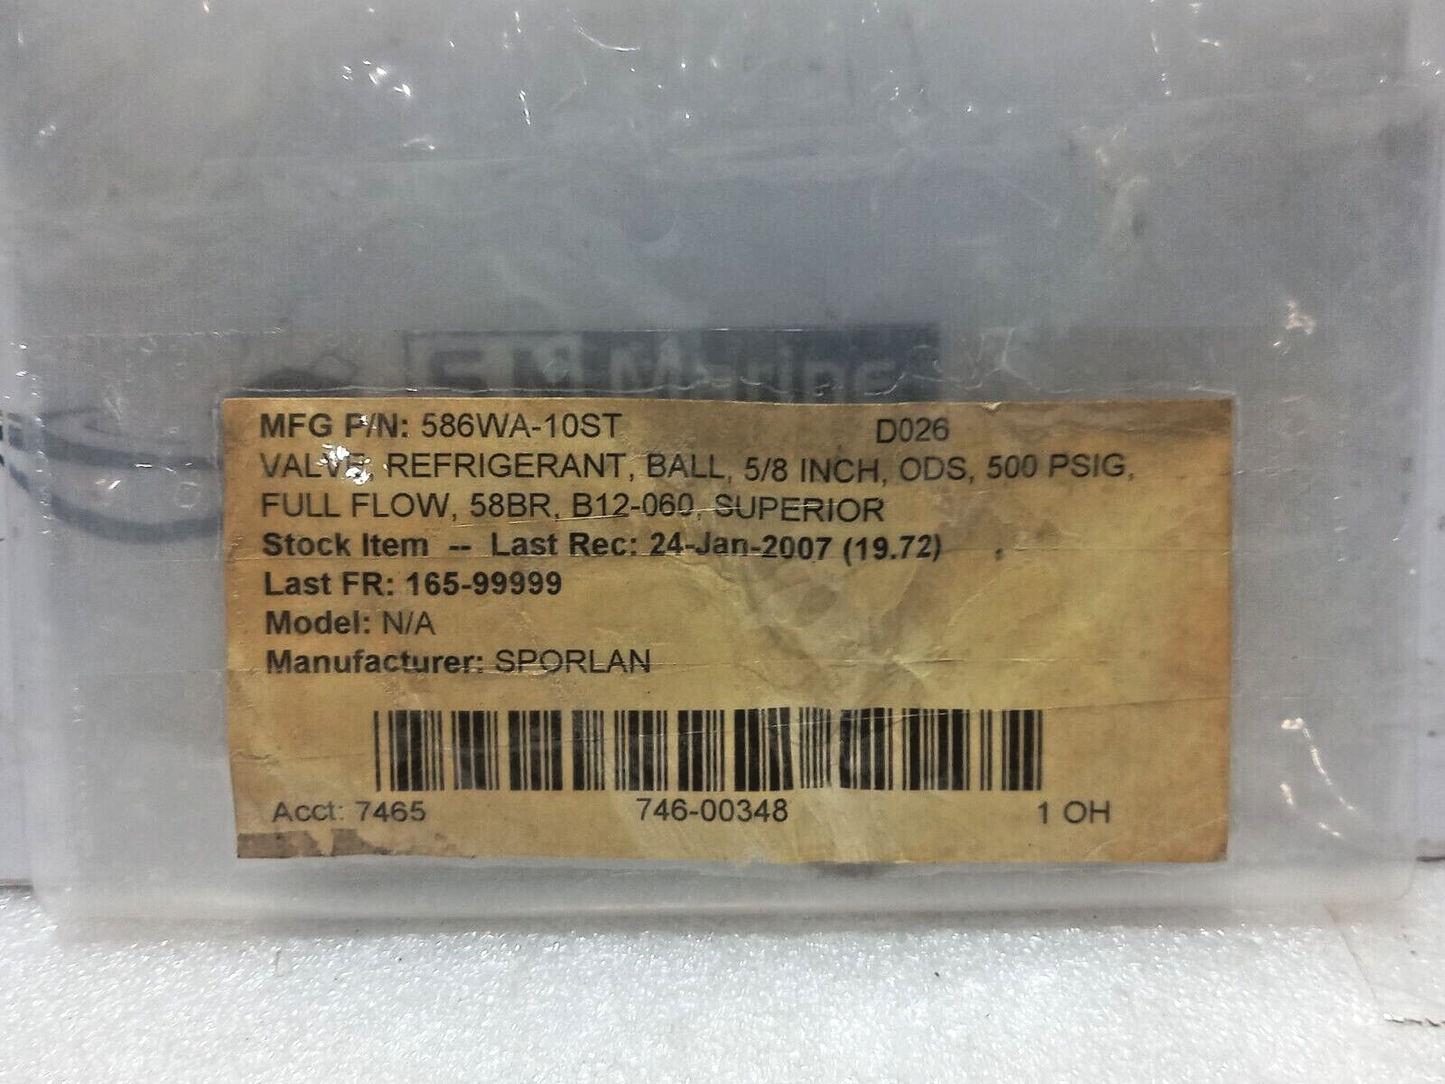 Marine
MFG P/N: 586WA-10ST D026
VALVE, REFRIGERANT, BALL, 5/8 INCH, ODS, 500 PSIG,
FULL FLOW, 58BR, B12-060, SUPERIOR
Stock Item -- Last Rec: 24-Jan-2007 (19.72)
Last FR: 165-99999
Model: N/A
Manufacturer: SPORLAN
Acct: 7465 746-00348 1 OH